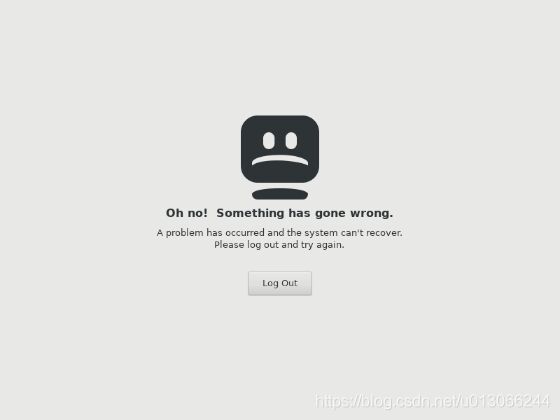 Oh no!  Something has gone wrong.
A problem has occurred and the system can't recover.
Please log out and try again.
Log Out
https://blog.csdn.net/u013066244